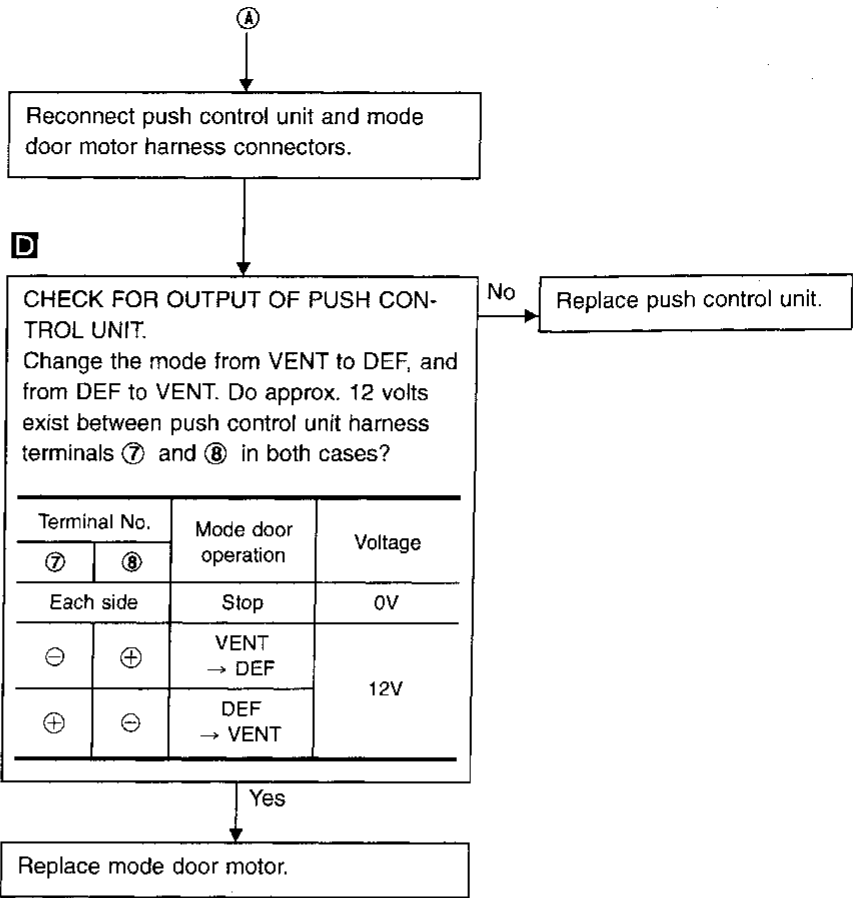 Ⓐ
Reconnect push control unit and mode
door motor harness connectors.
D
CHECK FOR OUTPUT OF PUSH CON-
TROL UNIT.
Change the mode from VENT to DEF, and
from DEF to VENT. Do approx. 12 volts
exist between push control unit harness
terminals ⑦ and ⑧ in both cases?
No
Replace push control unit.
Terminal No.
Mode door
operation
Voltage
⑦ ⑧
Each side Stop 0V
⊖ ⊕ VENT
→ DEF
12V
⊕ ⊖ DEF
→ VENT
Yes
Replace mode door motor.